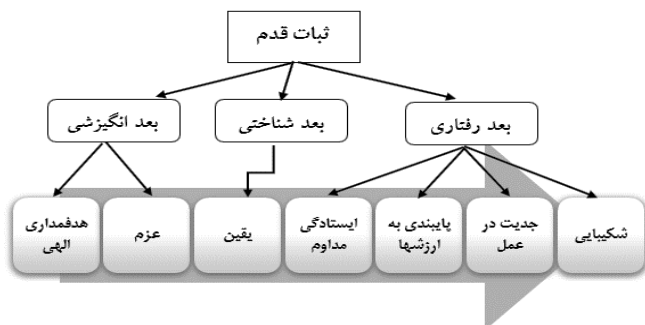 ثبات قدم
بعد رفتاری
بعد شناختی
بعد انگیزشی
شکیبایی
جدیت در
عمل
پایبندی به
ارزشها
ایستادگی
مداوم
یقین
عزم
هدفمداری
الهی